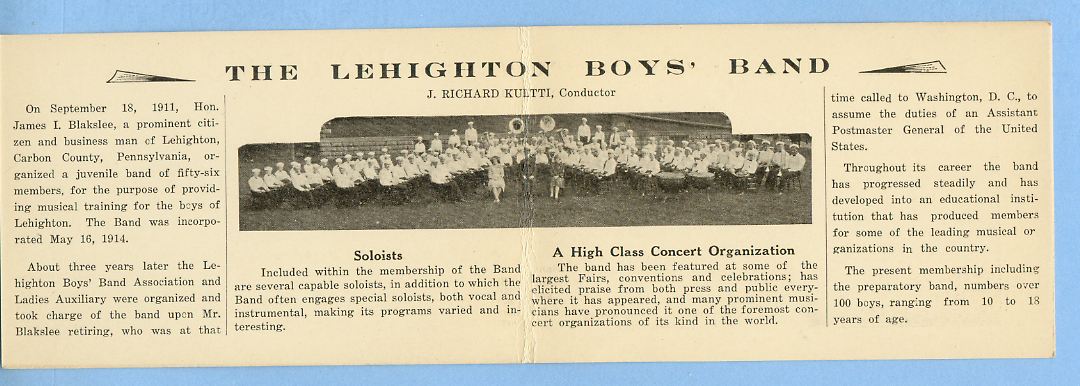 THE LEHIGHTON BOYS' BAND
J. RICHARD KULTTI, Conductor
On September 18, 1911, Hon.
James I. Blakslee, a prominent citi-
zen and business man of Lehighton,
Carbon County, Pennsylvania, or-
ganized a juvenile band of fifty-six
members, for the purpose of provid-
ing musical training for the boys of
Lehighton. The Band was incorpo-
rated May 16, 1914.
About three years later the Le-
highton Boys' Band Association and
Ladies Auxiliary were organized and
took charge of the band upon Mr.
Blakslee retiring, who was at that
Soloists
Included within the membership of the Band
are several capable soloists, in addition to which the
Band often engages special soloists, both vocal and
instrumental, making its programs varied and in-
teresting.
A High Class Concert Organization
The band has been featured at some of the
largest Fairs, conventions and celebrations; has
elicited praise from both press and public every-
where it has appeared, and many prominent musi-
cians have pronounced it one of the foremost con-
cert organizations of its kind in the world.
time called to Washington, D. C., to
assume the duties of an Assistant
Postmaster General of the United
States.
Throughout its career the band
has progressed steadily and has
developed into an educational insti-
tution that has produced members
for some of the leading musical or
ganizations in the country.
The present membership including
the preparatory band, numbers over
100 boys, ranging from 10 to 18
years of age.